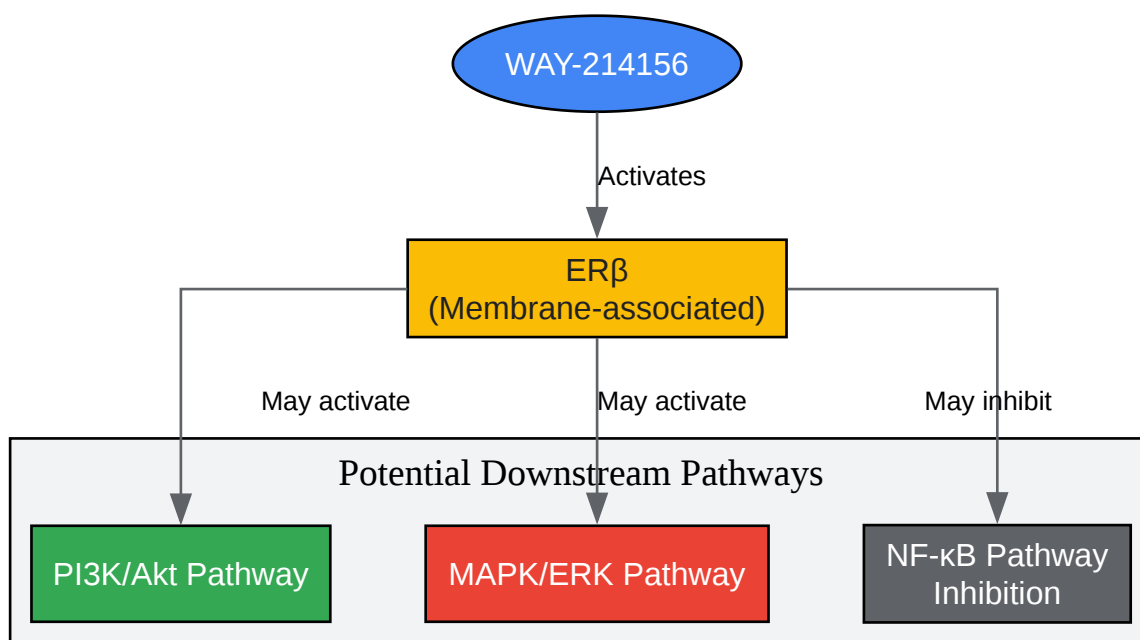 WAY-214156
Activates
ERβ
(Membrane-associated)
May activate
May activate
May inhibit
Potential Downstream Pathways
PI3K/Akt Pathway
MAPK/ERK Pathway
NF-κB Pathway
Inhibition